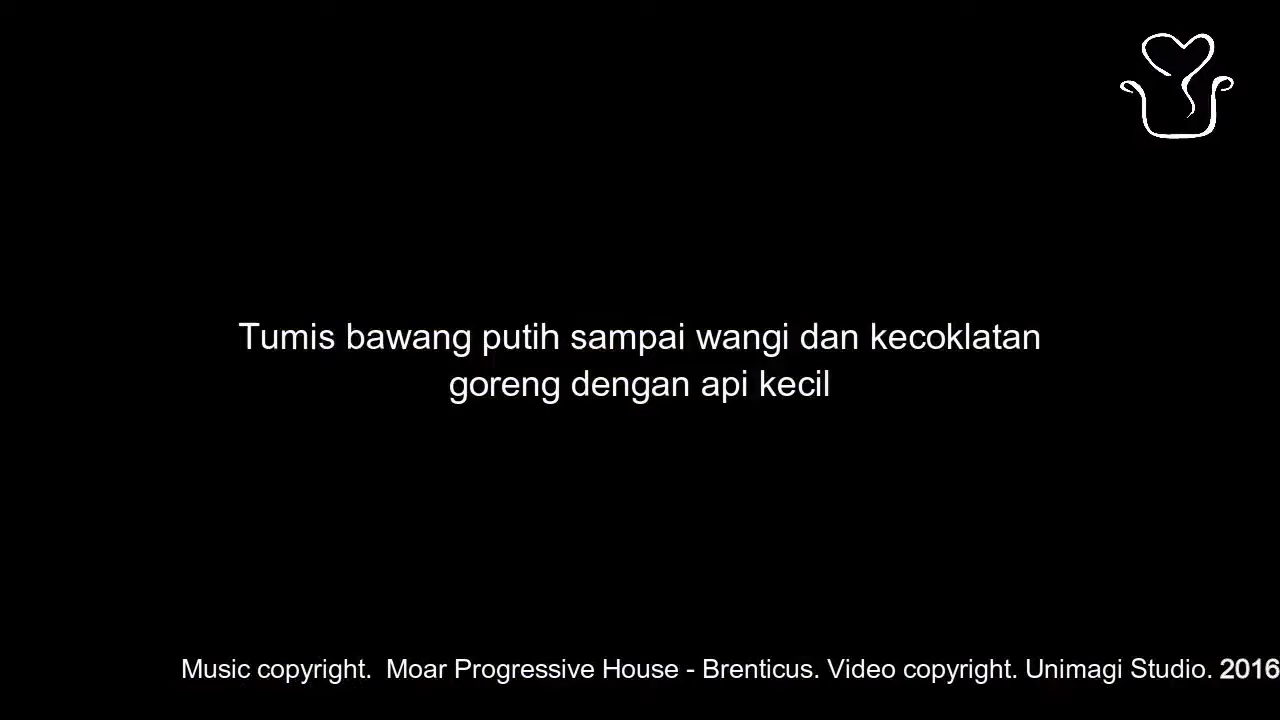 Tumis bawang putih sampai wangi dan kecoklatan
goreng dengan api kecil
Music copyright.  Moar Progressive House - Brenticus. Video copyright. Unimagi Studio. 2016